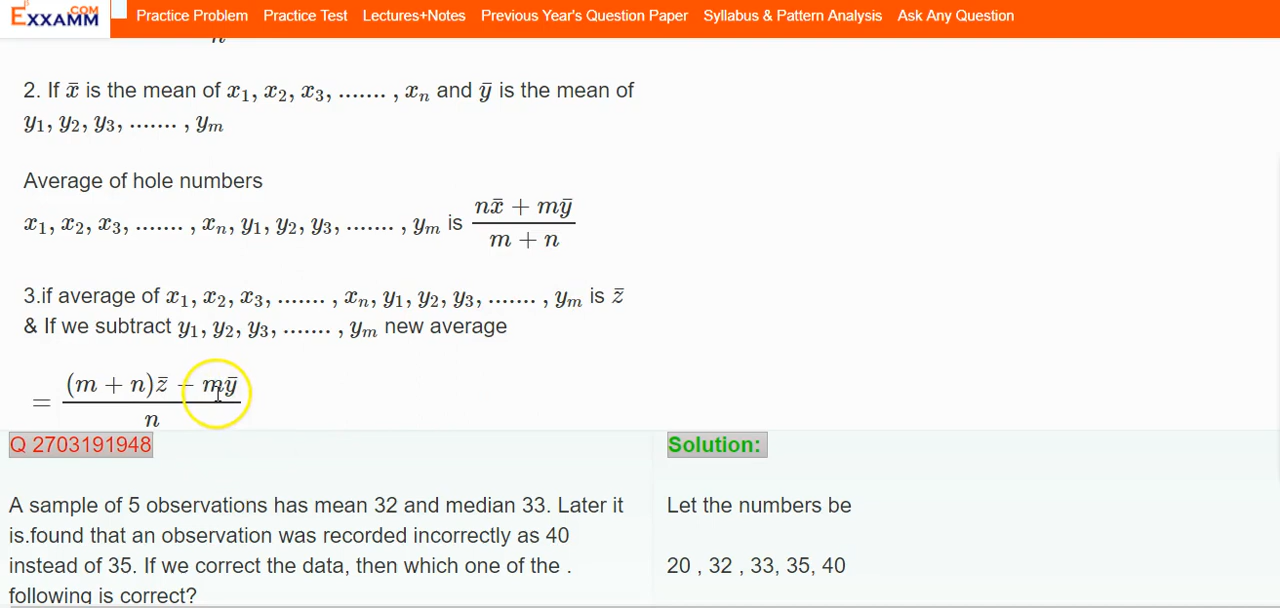 EXXAMM .COM Practice Problem Practice Test Lectures+Notes Previous Year's Question Paper Syllabus & Pattern Analysis Ask Any Question
n
2. If x̄ is the mean of x₁, x₂, x₃, ……. , xₙ and ȳ is the mean of
y₁, y₂, y₃, ……. , yₘ
Average of hole numbers
x₁, x₂, x₃, ……. , xₙ, y₁, y₂, y₃, ……. , yₘ is (nx̄ + mȳ)/(m + n)
3.if average of x₁, x₂, x₃, ……. , xₙ, y₁, y₂, y₃, ……. , yₘ is z̄
& If we subtract y₁, y₂, y₃, ……. , yₘ new average
= ((m + n)z̄ − mȳ)/n
Q 2703191948
A sample of 5 observations has mean 32 and median 33. Later it
is.found that an observation was recorded incorrectly as 40
instead of 35. If we correct the data, then which one of the .
following is correct?
Solution:
Let the numbers be
20 , 32 , 33, 35, 40